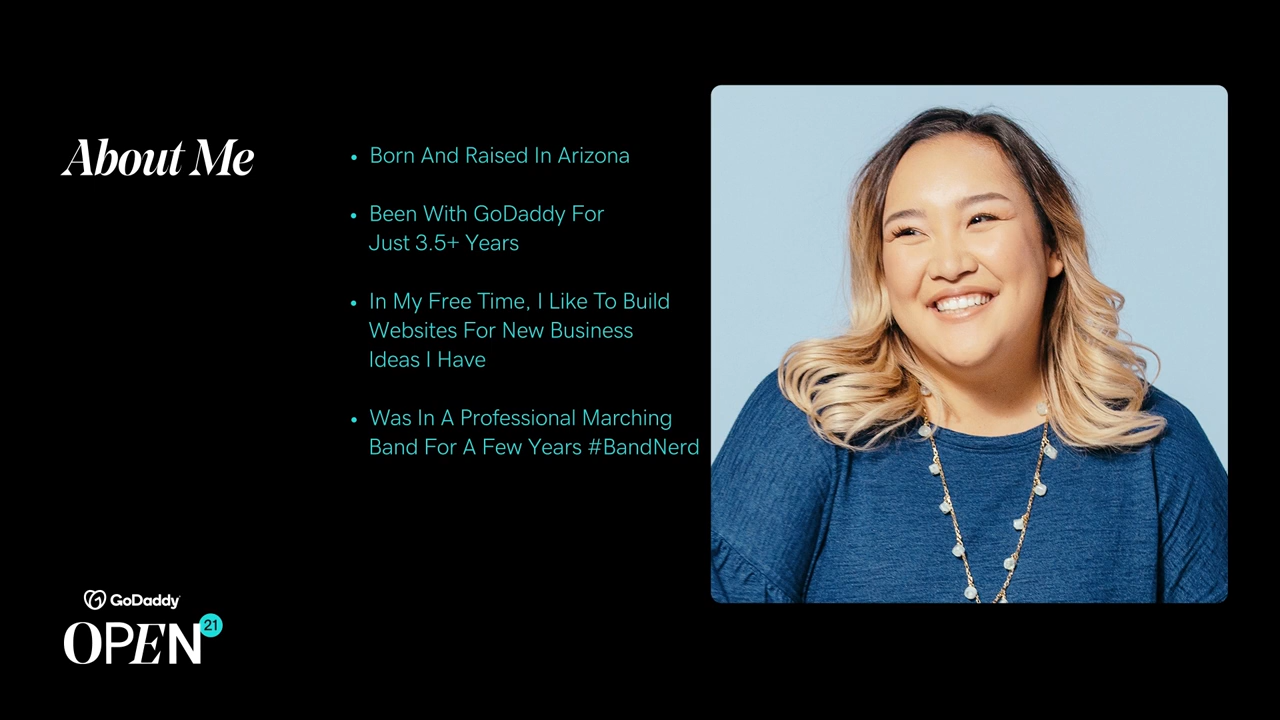 About Me
• Born And Raised In Arizona
• Been With GoDaddy For
Just 3.5+ Years
• In My Free Time, I Like To Build
Websites For New Business
Ideas I Have
• Was In A Professional Marching
Band For A Few Years #BandNerd
GoDaddy
OPEN 21